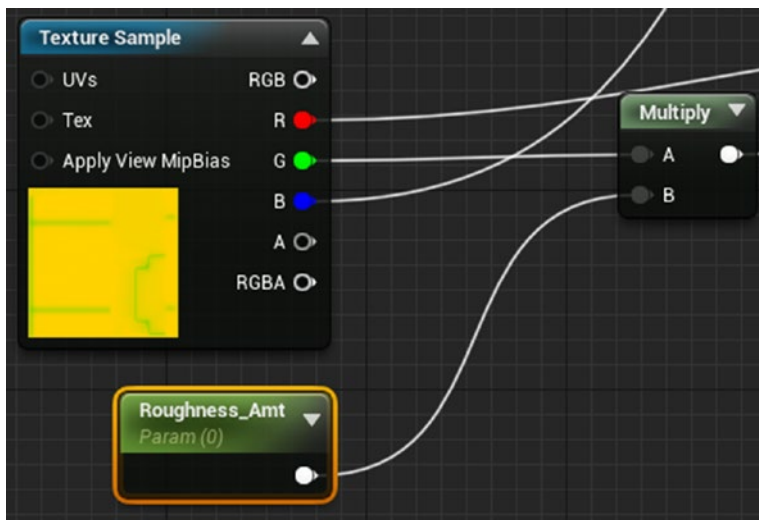 Texture Sample
UVs RGB
Tex R
Apply View MipBias G
B
A
RGBA
Multiply
A
B
Roughness_Amt
Param (0)